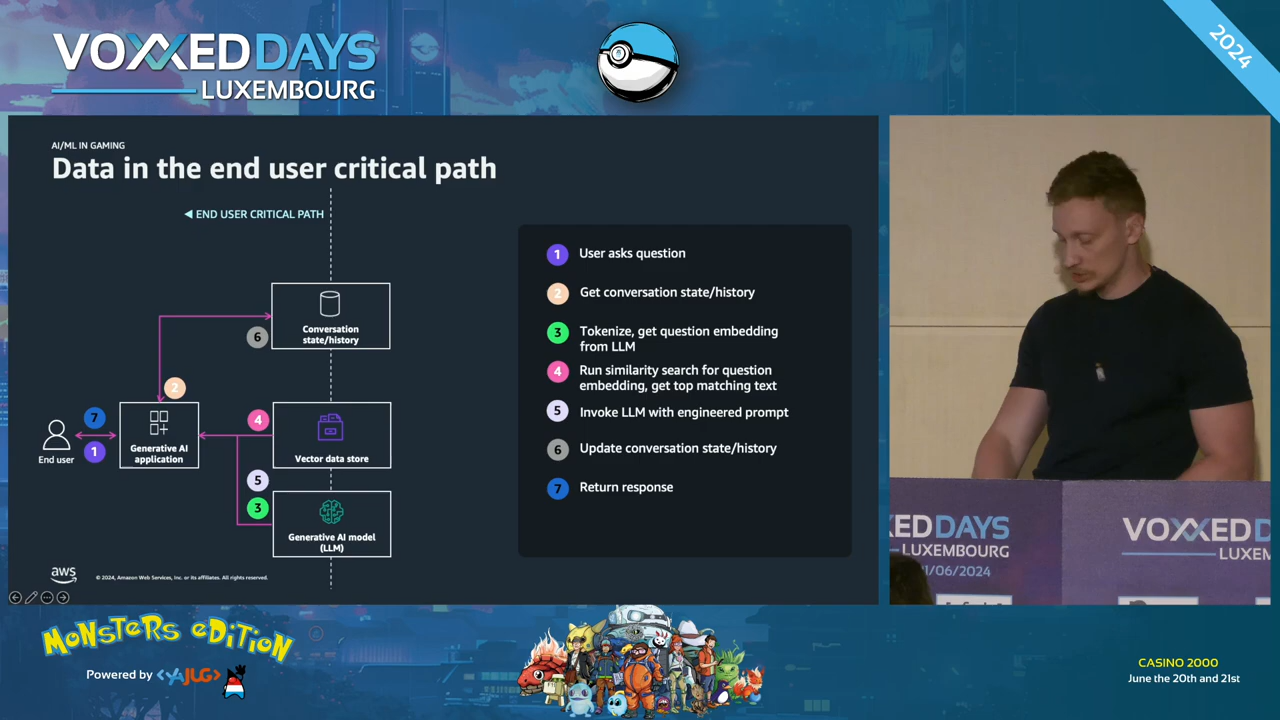 VOXXED DAYS
LUXEMBOURG
2024
AI/ML IN GAMING
Data in the end user critical path
◀ END USER CRITICAL PATH
Conversation
state/history
6
2
7
1
End user
Generative AI
application
4
Vector data store
5
3
Generative AI model
(LLM)
1 User asks question
2 Get conversation state/history
3 Tokenize, get question embedding
from LLM
4 Run similarity search for question
embedding, get top matching text
5 Invoke LLM with engineered prompt
6 Update conversation state/history
7 Return response
aws
© 2024, Amazon Web Services, Inc. or its affiliates. All rights reserved.
XED DAYS
LUXEMBOURG
1/06/2024
VOXXED D
LUXEM
MONSTERS EDITION
Powered by <YAJUG>
CASINO 2000
June the 20th and 21st